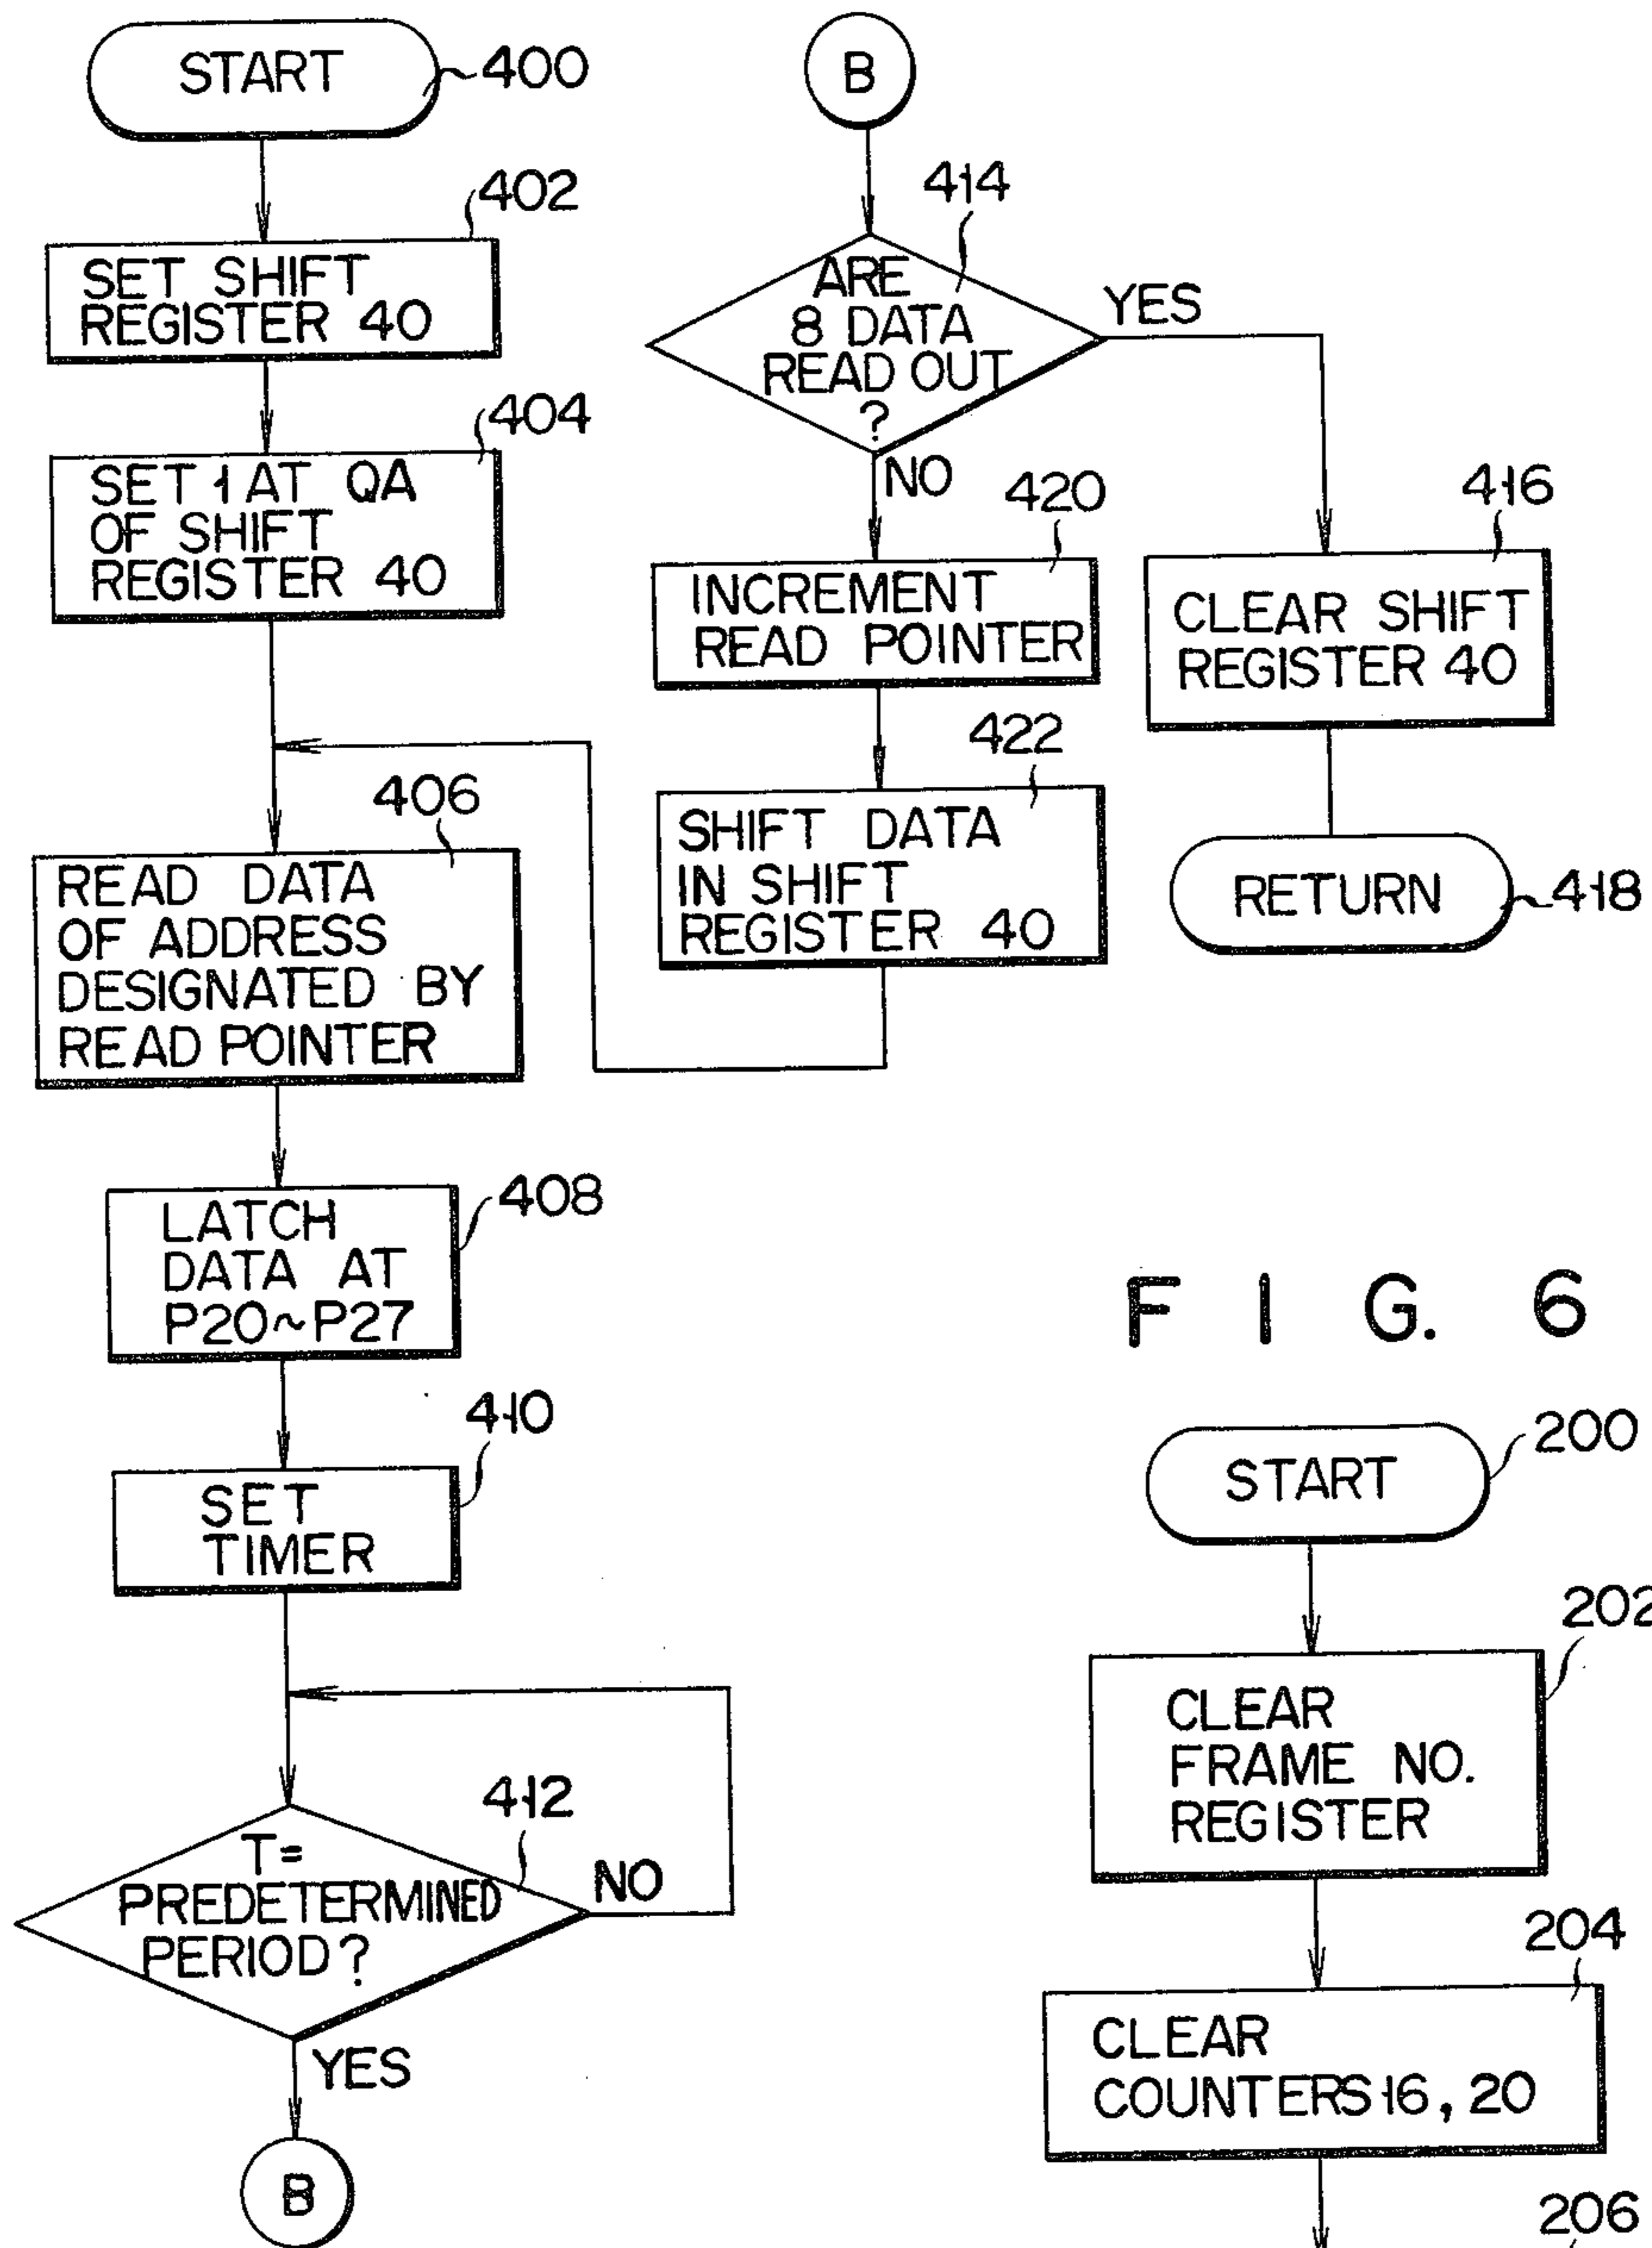 START
400
402
SET SHIFT
REGISTER 40
404
SET 1 AT QA
OF SHIFT
REGISTER 40
406
READ DATA
OF ADDRESS
DESIGNATED BY
READ POINTER
408
LATCH
DATA AT
P20~P27
410
SET
TIMER
412
T=
PREDETERMINED
PERIOD?
NO
YES
B
B
414
ARE
8 DATA
READ OUT
?
YES
NO
420
INCREMENT
READ POINTER
422
SHIFT DATA
IN SHIFT
REGISTER 40
416
CLEAR SHIFT
REGISTER 40
RETURN
418
FIG. 6
START
200
202
CLEAR
FRAME NO.
REGISTER
204
CLEAR
COUNTERS 16, 20
206